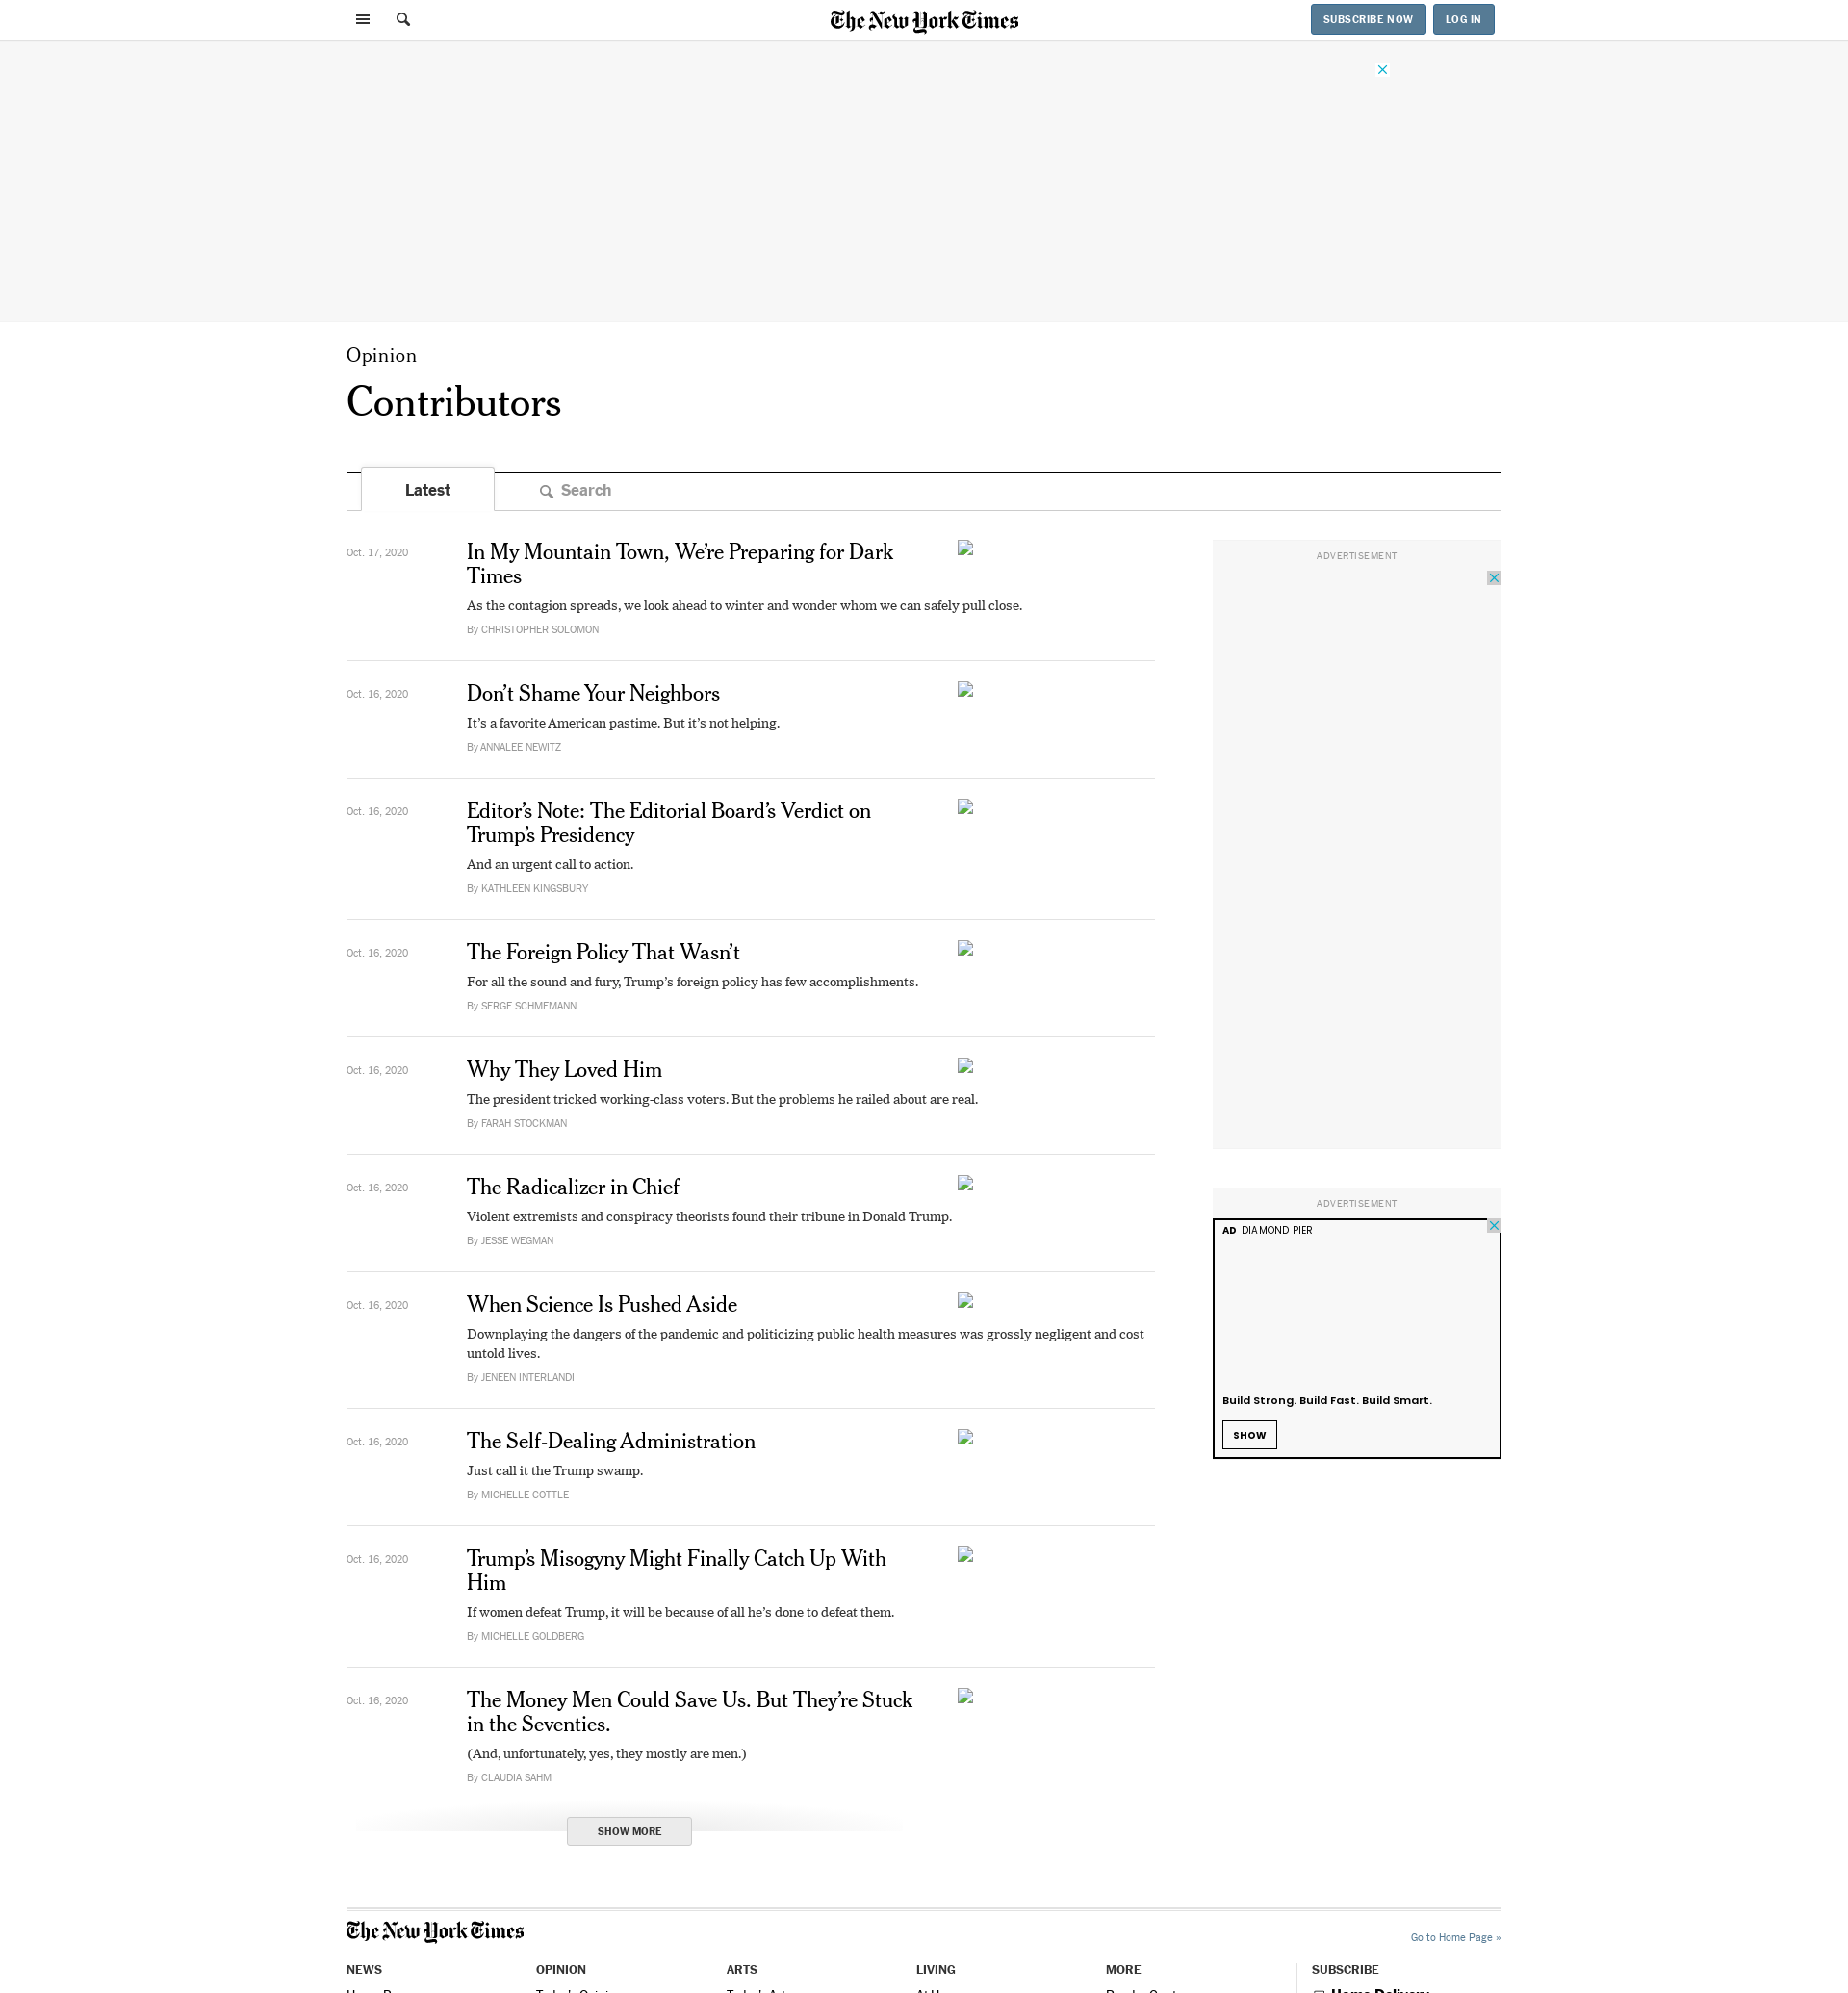 The New York Times
SUBSCRIBE NOW
LOG IN
Opinion
Contributors
Latest
Search
Oct. 17, 2020
In My Mountain Town, We’re Preparing for Dark
Times
As the contagion spreads, we look ahead to winter and wonder whom we can safely pull close.
By CHRISTOPHER SOLOMON
Oct. 16, 2020
Don’t Shame Your Neighbors
It’s a favorite American pastime. But it’s not helping.
By ANNALEE NEWITZ
Oct. 16, 2020
Editor’s Note: The Editorial Board’s Verdict on
Trump’s Presidency
And an urgent call to action.
By KATHLEEN KINGSBURY
Oct. 16, 2020
The Foreign Policy That Wasn’t
For all the sound and fury, Trump’s foreign policy has few accomplishments.
By SERGE SCHMEMANN
Oct. 16, 2020
Why They Loved Him
The president tricked working-class voters. But the problems he railed about are real.
By FARAH STOCKMAN
Oct. 16, 2020
The Radicalizer in Chief
Violent extremists and conspiracy theorists found their tribune in Donald Trump.
By JESSE WEGMAN
Oct. 16, 2020
When Science Is Pushed Aside
Downplaying the dangers of the pandemic and politicizing public health measures was grossly negligent and cost
untold lives.
By JENEEN INTERLANDI
Oct. 16, 2020
The Self-Dealing Administration
Just call it the Trump swamp.
By MICHELLE COTTLE
Oct. 16, 2020
Trump’s Misogyny Might Finally Catch Up With
Him
If women defeat Trump, it will be because of all he’s done to defeat them.
By MICHELLE GOLDBERG
Oct. 16, 2020
The Money Men Could Save Us. But They’re Stuck
in the Seventies.
(And, unfortunately, yes, they mostly are men.)
By CLAUDIA SAHM
SHOW MORE
ADVERTISEMENT
ADVERTISEMENT
AD DIAMOND PIER
Build Strong. Build Fast. Build Smart.
SHOW
The New York Times
Go to Home Page »
NEWS
OPINION
ARTS
LIVING
MORE
SUBSCRIBE
Home Delivery